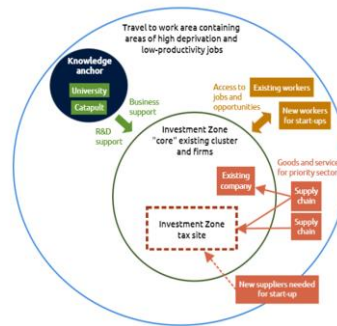 Travel to work area containing
areas of high deprivation and
low-productivity jobs
Knowledge
anchor
University
Catapult
Business
support
R&D
support
Access to
jobs and
opportunities
Existing workers
New workers
for start-ups
Investment Zone
"core" existing cluster
and firms
Goods and services
for priority sector
Existing
company
Supply
chain
Supply
chain
Investment Zone
tax site
New suppliers needed
for start-up